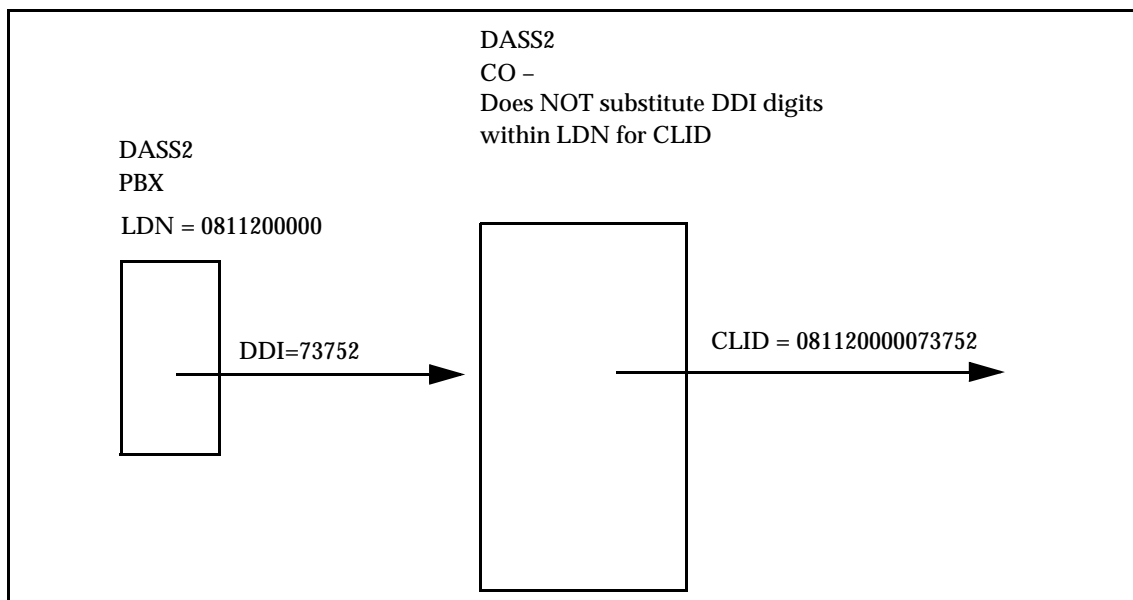 DASS2
CO –
Does NOT substitute DDI digits
within LDN for CLID
DASS2
PBX
LDN = 0811200000
DDI=73752
CLID = 081120000073752